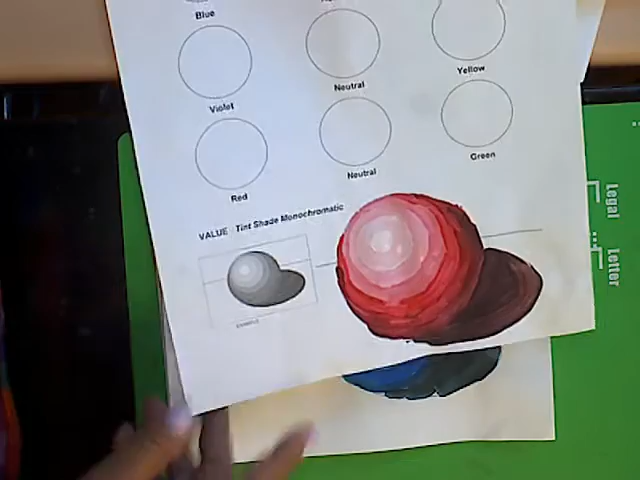 Blue
Violet
Neutral
Yellow
Red
Neutral
Green
VALUE Tint Shade Monochromatic
Legal
Letter